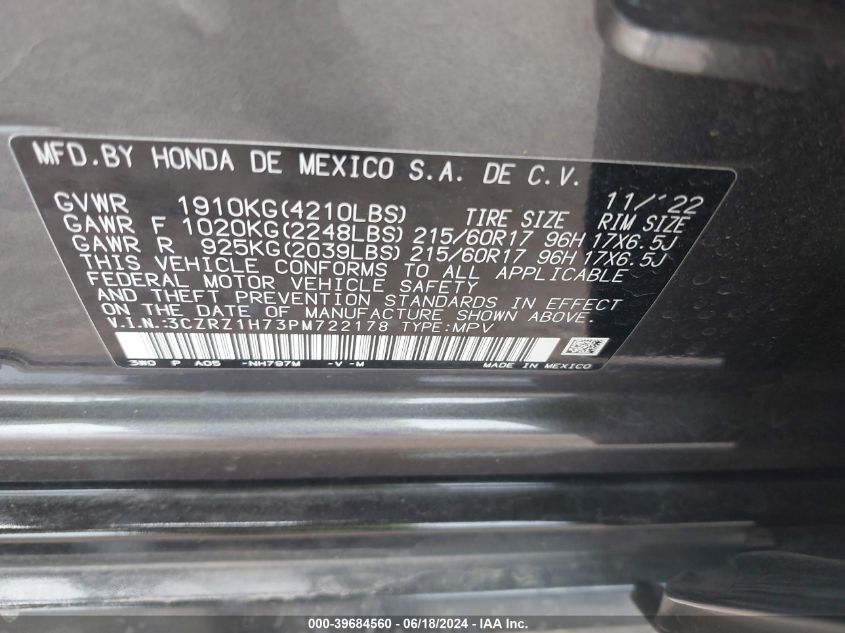 MFD.BY HONDA DE MEXICO S.A. DE C.V.
11/'22
GVWR 1910KG(4210LBS) TIRE SIZE RIM SIZE
GAWR F 1020KG(2248LBS) 215/60R17 96H 17X6.5J
GAWR R 925KG(2039LBS) 215/60R17 96H 17X6.5J
THIS VEHICLE CONFORMS TO ALL APPLICABLE
FEDERAL MOTOR VEHICLE SAFETY
AND THEFT PREVENTION STANDARDS IN EFFECT
ON THE DATE OF MANUFACTURE SHOWN ABOVE.
V.I.N.:3CZRZ1H73PM722178 TYPE:MPV
3W0 P A05 -NH797M -V -M MADE IN MEXICO
000-39684560 - 06/18/2024 - IAA Inc.